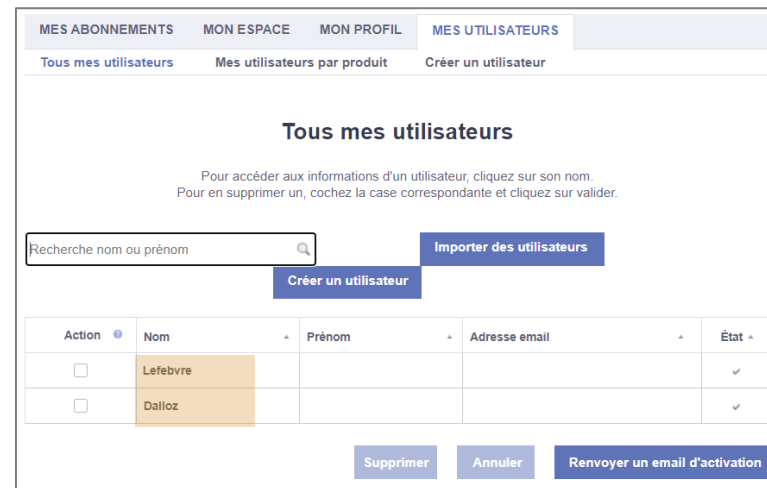 MES ABONNEMENTS MON ESPACE MON PROFIL MES UTILISATEURS
Tous mes utilisateurs Mes utilisateurs par produit Créer un utilisateur
Tous mes utilisateurs
Pour accéder aux informations d'un utilisateur, cliquez sur son nom.
Pour en supprimer un, cochez la case correspondante et cliquez sur valider.
Recherche nom ou prénom
Importer des utilisateurs
Créer un utilisateur
Action Nom Prénom Adresse email État
Lefebvre
Dalloz
Supprimer Annuler Renvoyer un email d'activation